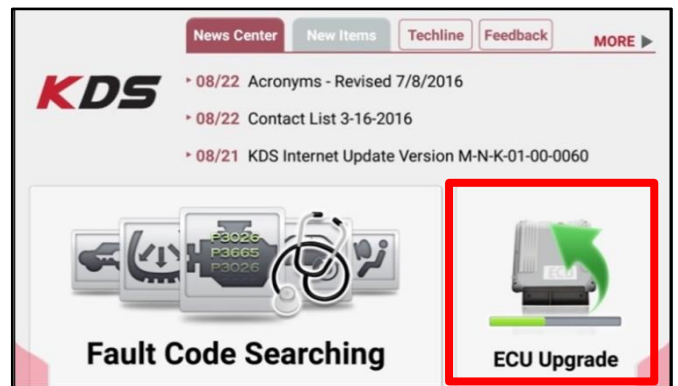 News Center New Items Techline Feedback MORE ▶
KDS
08/22 Acronyms - Revised 7/8/2016
08/22 Contact List 3-16-2016
08/21 KDS Internet Update Version M-N-K-01-00-0060
P3026
P3665
P3026
ECU
Fault Code Searching
ECU Upgrade